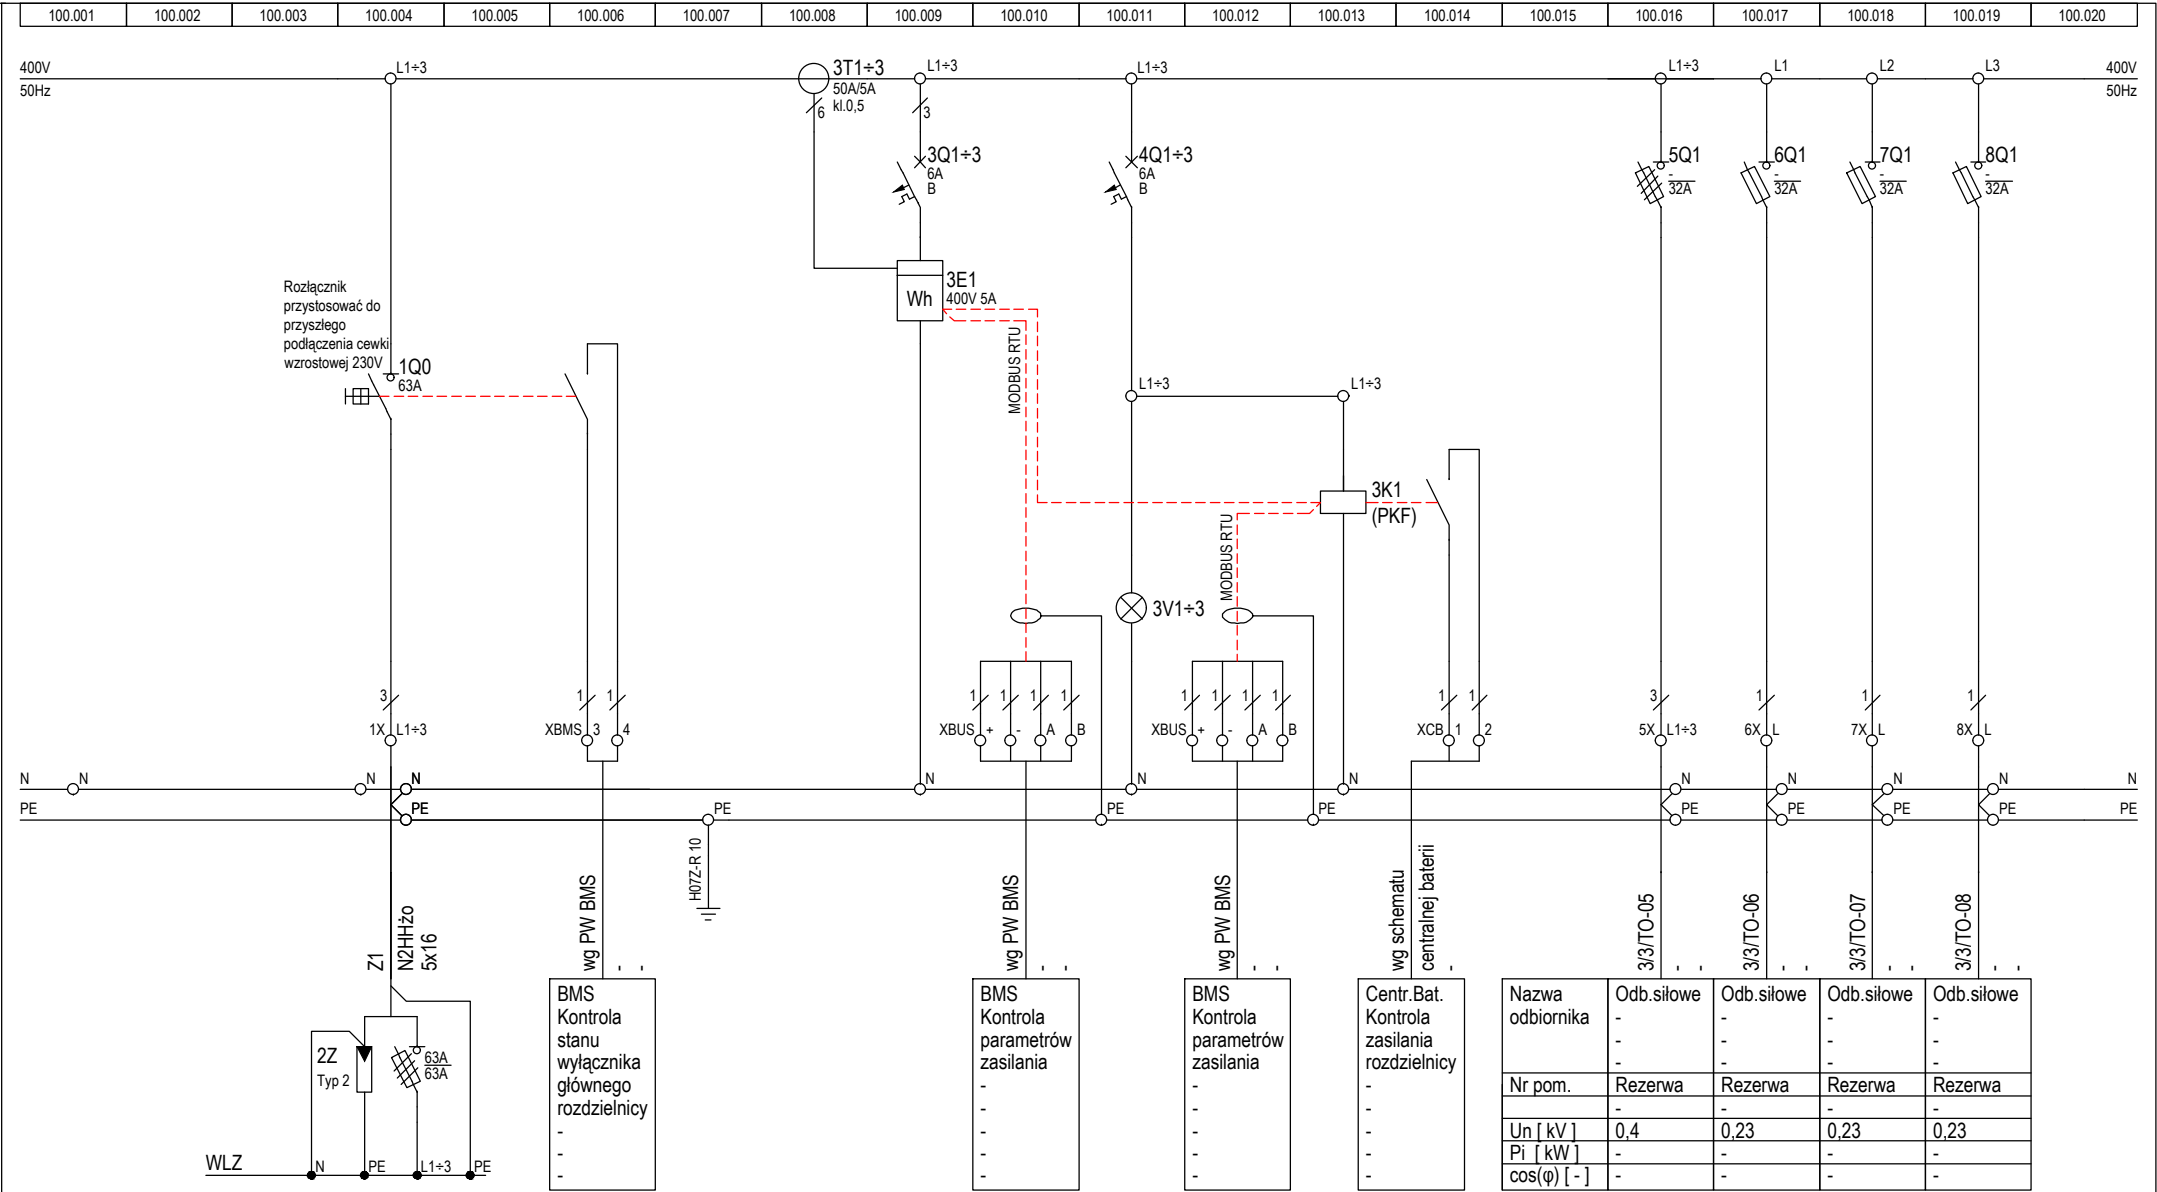 100.001 100.002 100.003 100.004 100.005 100.006 100.007 100.008 100.009 100.010 100.011 100.012 100.013 100.014 100.015 100.016 100.017 100.018 100.019 100.020
400V
50Hz
L1÷3
3T1÷3
50A/5A
kl.0,5
6
L1÷3
3
L1÷3
L1÷3
L1
L2
L3
400V
50Hz
3Q1÷3
6A
B
4Q1÷3
6A
B
5Q1
-
32A
6Q1
-
32A
7Q1
-
32A
8Q1
-
32A
Rozłącznik
przystosować do
przyszłego
podłączenia cewki
wzrostowej 230V
1Q0
63A
3E1
400V 5A
Wh
MODBUS RTU
L1÷3
L1÷3
3K1
(PKF)
MODBUS RTU
3V1÷3
3
1X L1÷3
1 1
XBMS 3 4
1 1 1 1
XBUS + - A B
1 1 1 1
XBUS + - A B
1 1
XCB 1 2
3
5X L1÷3
1
6X L
1
7X L
1
8X L
N N N N N N N N N N N N
PE PE PE PE PE PE PE PE PE PE
H07Z-R 10
Z1
N2HHżo
5x16
wg PW BMS
- -
wg PW BMS
- -
wg PW BMS
- -
wg schematu
centralnej baterii
-
3/3/TO-05
- -
3/3/TO-06
- -
3/3/TO-07
- -
3/3/TO-08
- -
2Z
Typ 2
63A
63A
WLZ
N PE L1÷3 PE
BMS
Kontrola
stanu
wyłącznika
głównego
rozdzielnicy
-
-
-
BMS
Kontrola
parametrów
zasilania
-
-
-
-
-
BMS
Kontrola
parametrów
zasilania
-
-
-
-
-
Centr.Bat.
Kontrola
zasilania
rozdzielnicy
-
-
-
-
-
Nazwa Odb.siłowe Odb.siłowe Odb.siłowe Odb.siłowe
odbiornika - - - -
- - - -
- - - -
Nr pom. Rezerwa Rezerwa Rezerwa Rezerwa
- - - -
Un [ kV ] 0,4 0,23 0,23 0,23
Pi [ kW ] - - - -
cos(φ) [ - ] - - - -